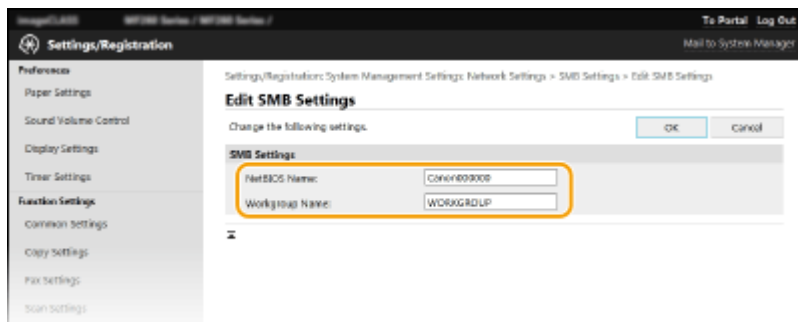 To Portal Log Out
Settings/Registration
Mail to System Manager
Preferences
Paper Settings
Sound Volume Control
Display Settings
Timer Settings
Function Settings
Common Settings
Copy Settings
Fax Settings
Scan Settings
Settings/Registration: System Management Settings: Network Settings > SMB Settings > Edit SMB Settings
Edit SMB Settings
Change the following settings.
OK
Cancel
SMB Settings
NetBIOS Name:
Canon000000
Workgroup Name:
WORKGROUP